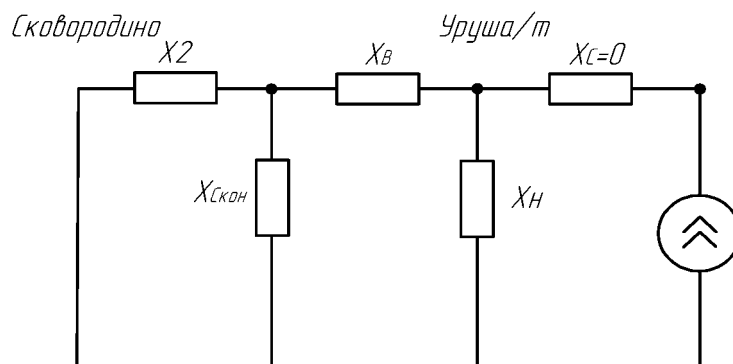 Сковородино
Уруша/т
X2
XВ
XС=0
XСкон
XН